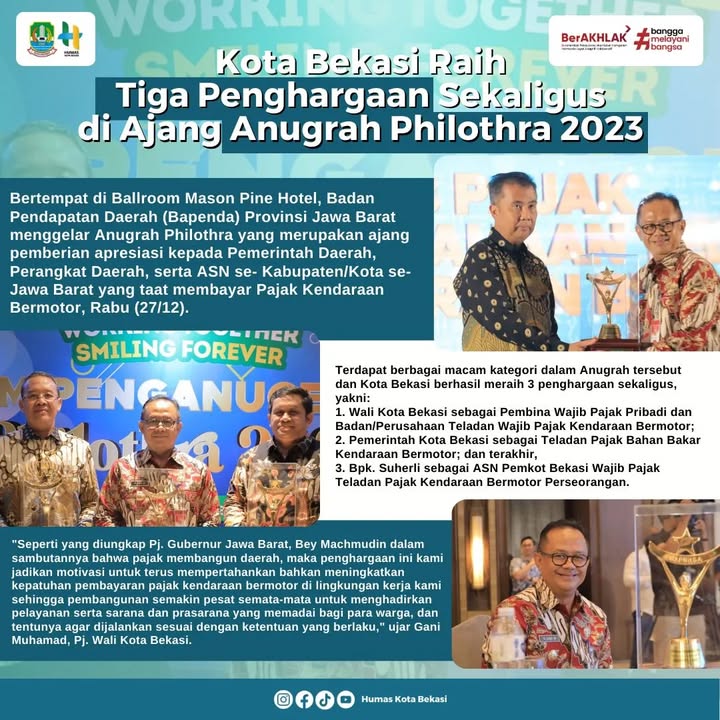 WORKING TOGETHER
SMILING FOREVER
HUMAS
BerAKHLAK
#bangga
melayani
bangsa
Kota Bekasi Raih
Tiga Penghargaan Sekaligus
di Ajang Anugrah Philothra 2023
Bertempat di Ballroom Mason Pine Hotel, Badan
Pendapatan Daerah (Bapenda) Provinsi Jawa Barat
menggelar Anugrah Philothra yang merupakan ajang
pemberian apresiasi kepada Pemerintah Daerah,
Perangkat Daerah, serta ASN se- Kabupaten/Kota se-
Jawa Barat yang taat membayar Pajak Kendaraan
Bermotor, Rabu (27/12).
PAJAK
WORKING TOGETHER
SMILING FOREVER
M PENGANUGE
Philothra 2023
Terdapat berbagai macam kategori dalam Anugrah tersebut
dan Kota Bekasi berhasil meraih 3 penghargaan sekaligus,
yakni:
1. Wali Kota Bekasi sebagai Pembina Wajib Pajak Pribadi dan
Badan/Perusahaan Teladan Wajib Pajak Kendaraan Bermotor;
2. Pemerintah Kota Bekasi sebagai Teladan Pajak Bahan Bakar
Kendaraan Bermotor; dan terakhir,
3. Bpk. Suherli sebagai ASN Pemkot Bekasi Wajib Pajak
Teladan Pajak Kendaraan Bermotor Perseorangan.
"Seperti yang diungkap Pj. Gubernur Jawa Barat, Bey Machmudin dalam
sambutannya bahwa pajak membangun daerah, maka penghargaan ini kami
jadikan motivasi untuk terus mempertahankan bahkan meningkatkan
kepatuhan pembayaran pajak kendaraan bermotor di lingkungan kerja kami
sehingga pembangunan semakin pesat semata-mata untuk menghadirkan
pelayanan serta sarana dan prasarana yang memadai bagi para warga, dan
tentunya agar dijalankan sesuai dengan ketentuan yang berlaku," ujar Gani
Muhamad, Pj. Wali Kota Bekasi.
Humas Kota Bekasi